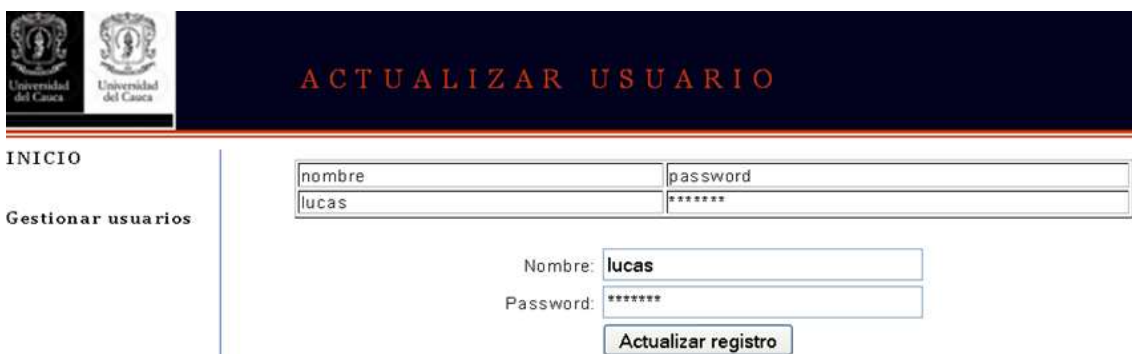 Universidad
del Cauca
Universidad
del Cauca
ACTUALIZAR USUARIO
INICIO
Gestionar usuarios
nombre password
lucas *******
Nombre: lucas
Password: *******
Actualizar registro